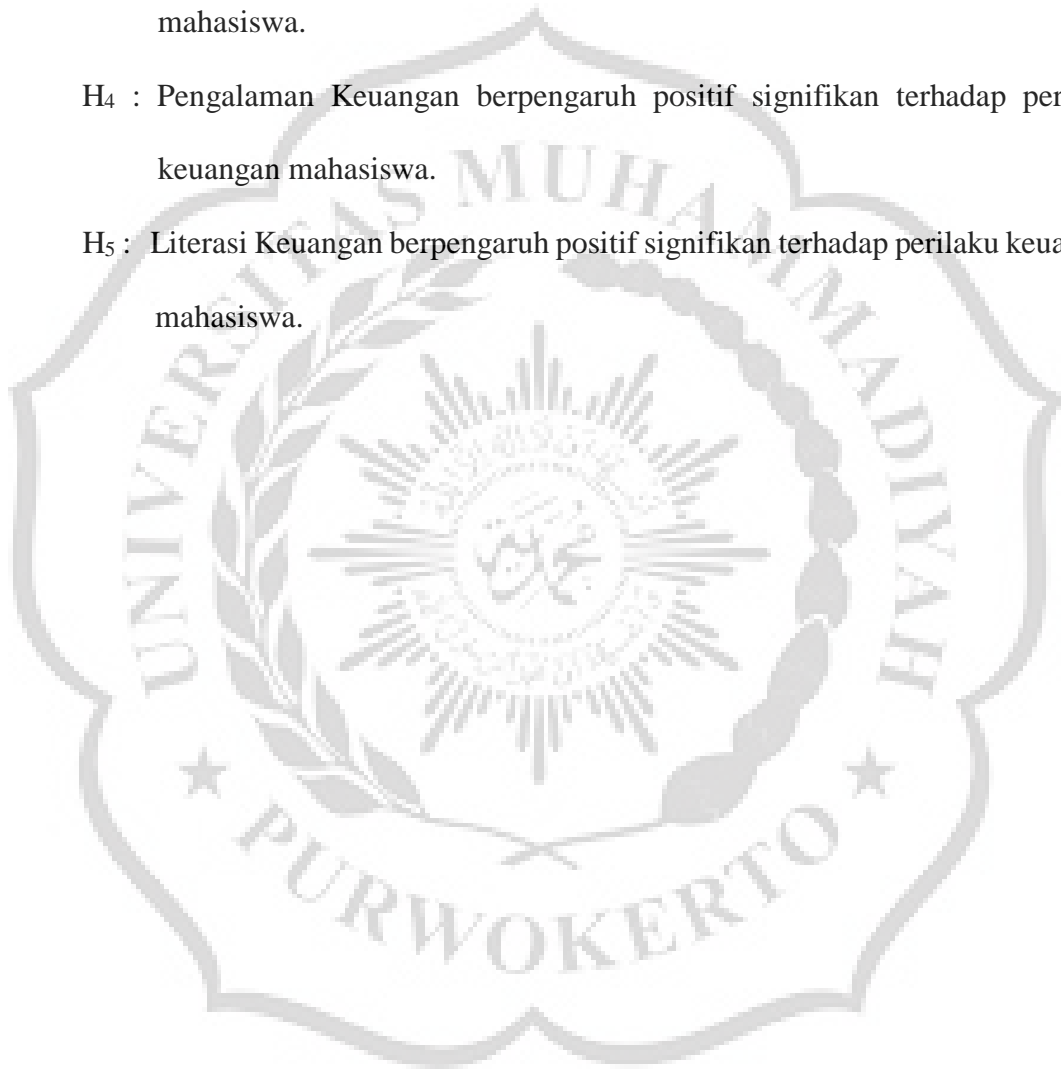 mahasiswa.
H₄ : Pengalaman Keuangan berpengaruh positif signifikan terhadap per
keuangan mahasiswa.
H₅ : Literasi Keuangan berpengaruh positif signifikan terhadap perilaku keua
mahasiswa.
UNIVERSITAS MUHAMMADIYAH
★ PURWOKERTO ★